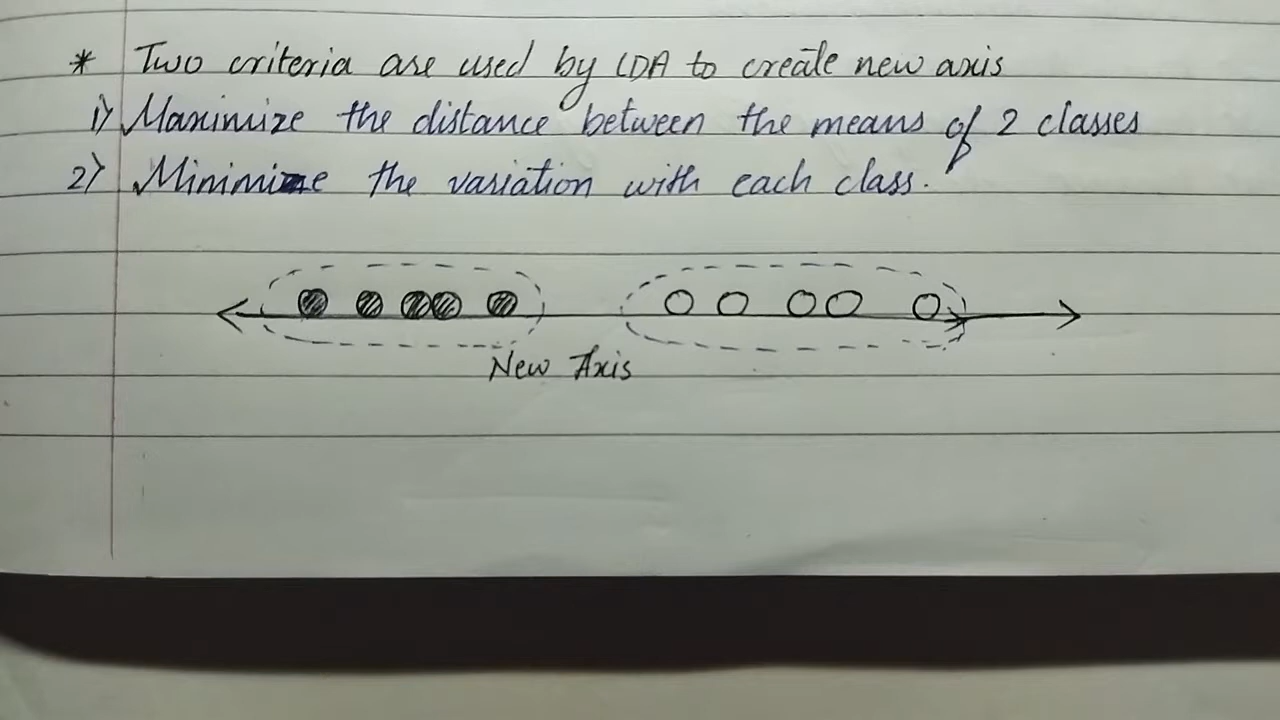 * Two criteria are used by LDA to create new axis
1) Maximize the distance between the means of 2 classes
2) Minimize the variation with each class.
New Axis